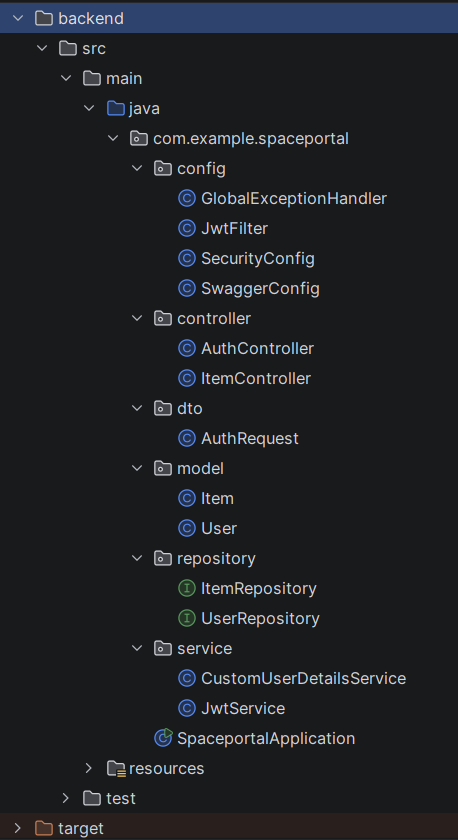 backend
src
main
java
com.example.spaceportal
config
GlobalExceptionHandler
JwtFilter
SecurityConfig
SwaggerConfig
controller
AuthController
ItemController
dto
AuthRequest
model
Item
User
repository
ItemRepository
UserRepository
service
CustomUserDetailsService
JwtService
SpaceportalApplication
resources
test
target